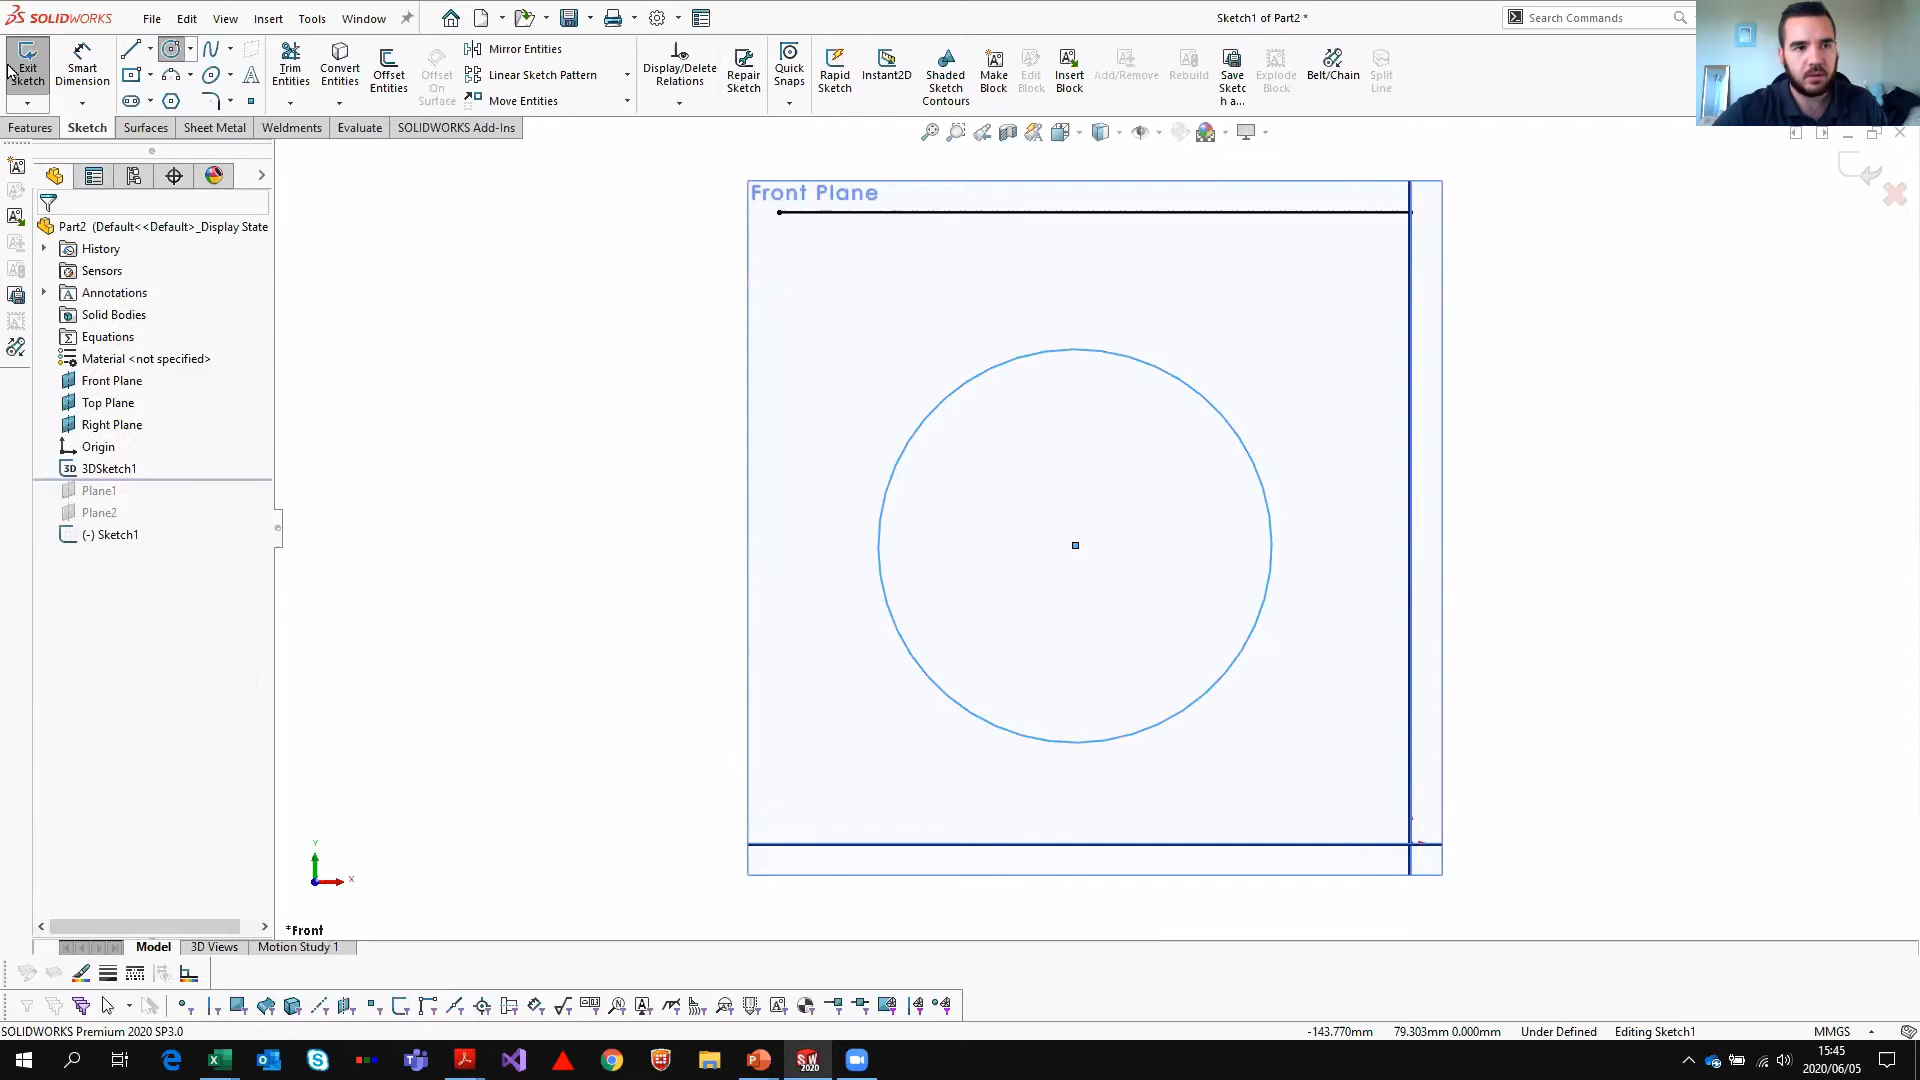 SOLIDWORKS
File
Edit
View
Insert
Tools
Window
Sketch1 of Part2 *
Search Commands
Exit
Sketch
Smart
Dimension
Trim
Entities
Convert
Entities
Offset
Entities
Offset
On
Surface
Mirror Entities
Linear Sketch Pattern
Move Entities
Display/Delete
Relations
Repair
Sketch
Quick
Snaps
Rapid
Sketch
Instant2D
Shaded
Sketch
Contours
Make
Block
Edit
Block
Insert
Block
Add/Remove
Rebuild
Save
Sketc
h a...
Explode
Block
Belt/Chain
Split
Line
Features
Sketch
Surfaces
Sheet Metal
Weldments
Evaluate
SOLIDWORKS Add-Ins
Part2 (Default<<Default>_Display State
History
Sensors
Annotations
Solid Bodies
Equations
Material <not specified>
Front Plane
Top Plane
Right Plane
Origin
3D 3DSketch1
Plane1
Plane2
(-) Sketch1
Front Plane
Y
X
*Front
Model
3D Views
Motion Study 1
SOLIDWORKS Premium 2020 SP3.0
-143.770mm
79.303mm 0.000mm
Under Defined
Editing Sketch1
MMGS
15:45
2020/06/05